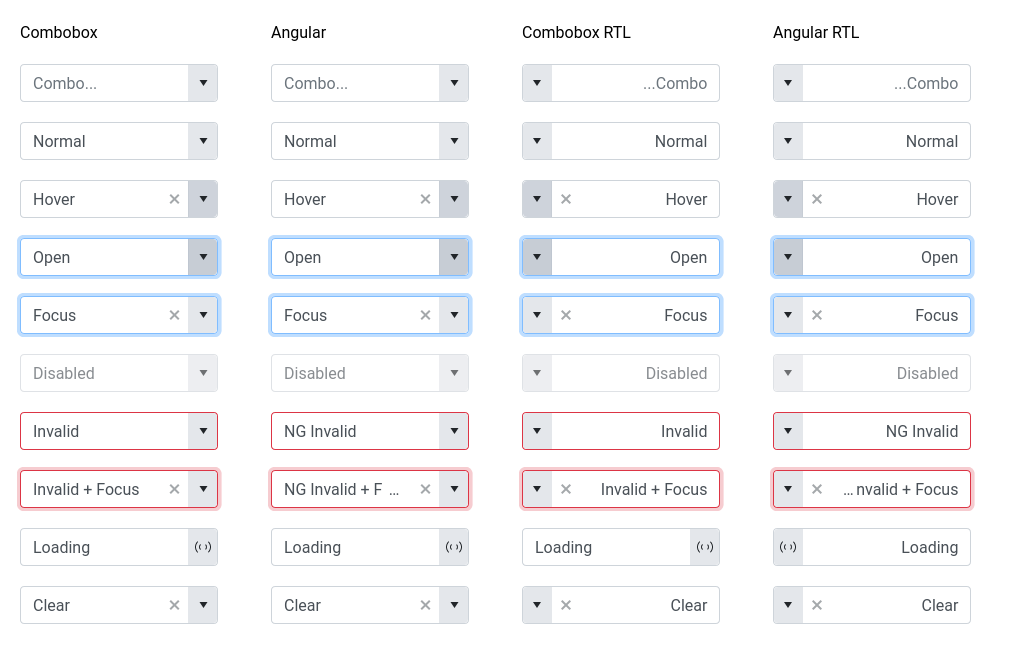 Combobox Angular Combobox RTL Angular RTL
Combo... Combo... ...Combo ...Combo
Normal Normal Normal Normal
Hover Hover Hover Hover
Open Open Open Open
Focus Focus Focus Focus
Disabled Disabled Disabled Disabled
Invalid NG Invalid Invalid NG Invalid
Invalid + Focus NG Invalid + F ... Invalid + Focus ... nvalid + Focus
Loading Loading Loading Loading
Clear Clear Clear Clear